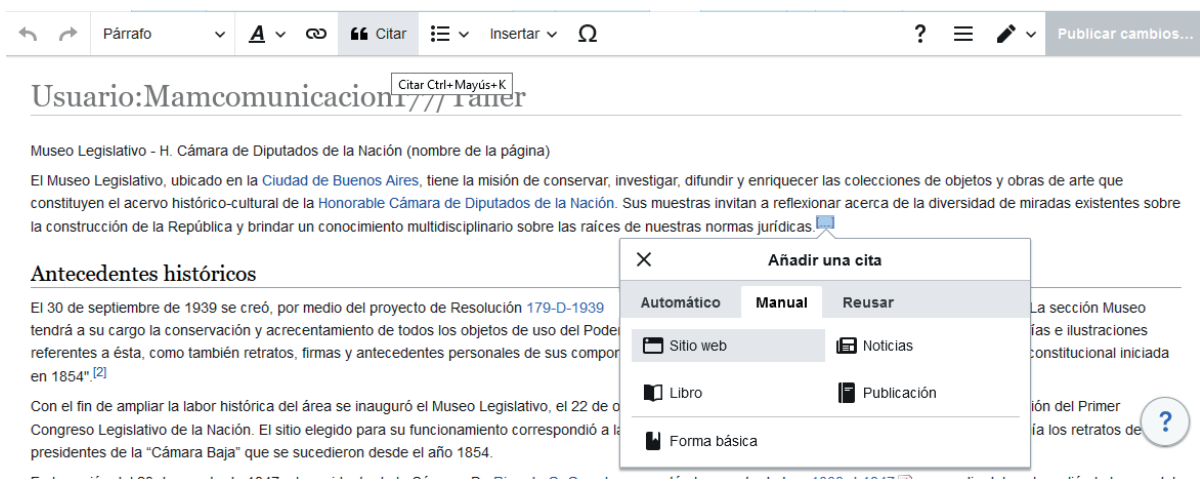 Párrafo A Citar Insertar Ω ? Publicar cambios...
Citar Ctrl+Mayús+K
Usuario:Mamcomunicacion1///Taller
Museo Legislativo - H. Cámara de Diputados de la Nación (nombre de la página)
El Museo Legislativo, ubicado en la Ciudad de Buenos Aires, tiene la misión de conservar, investigar, difundir y enriquecer las colecciones de objetos y obras de arte que
constituyen el acervo histórico-cultural de la Honorable Cámara de Diputados de la Nación. Sus muestras invitan a reflexionar acerca de la diversidad de miradas existentes sobre
la construcción de la República y brindar un conocimiento multidisciplinario sobre las raíces de nuestras normas jurídicas.[...]
Añadir una cita
Automático Manual Reusar
Sitio web Noticias
Libro Publicación
Forma básica
Antecedentes históricos
El 30 de septiembre de 1939 se creó, por medio del proyecto de Resolución 179-D-1939 La sección Museo
tendrá a su cargo la conservación y acrecentamiento de todos los objetos de uso del Poder ías e ilustraciones
referentes a ésta, como también retratos, firmas y antecedentes personales de sus compor constitucional iniciada
en 1854".[2]
Con el fin de ampliar la labor histórica del área se inauguró el Museo Legislativo, el 22 de o ión del Primer
Congreso Legislativo de la Nación. El sitio elegido para su funcionamiento correspondió a la ía los retratos de
presidentes de la “Cámara Baja” que se sucedieron desde el año 1854.
?